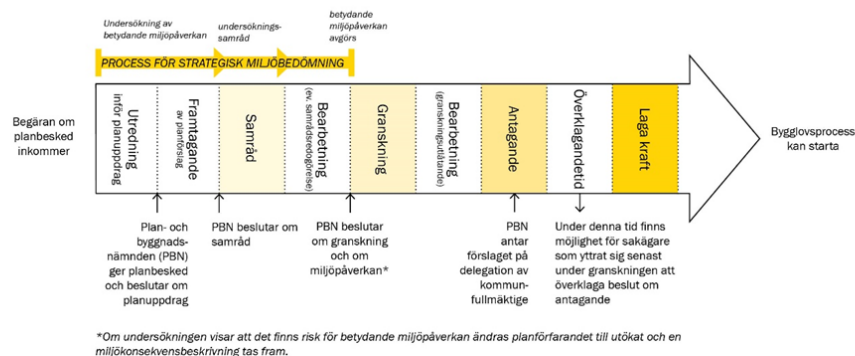 Undersökning av
betydande miljöpåverkan
undersöknings-
samråd
betydande
miljöpåverkan
avgörs
PROCESS FÖR STRATEGISK MILJÖBEDÖMNING
Begäran om
planbesked
inkommer
Utredning
inför planuppdrag
Framtagande
av planförslag
Samråd
Bearbetning
(ev. samrådsredogörelse)
Granskning
Bearbetning
(granskningsutlåtande)
Antagande
Överklagandetid
Laga kraft
Bygglovsprocess
kan starta
Plan- och
byggnads-
nämnden (PBN)
ger planbesked
och beslutar om
planuppdrag
PBN beslutar om
samråd
PBN beslutar
om granskning
och om
miljöpåverkan*
PBN
antar
förslaget på
delegation av
kommun-
fullmäktige
Under denna tid finns
möjlighet för sakägare
som yttrat sig senast
under granskningen att
överklaga beslut om
antagande
*Om undersökningen visar att det finns risk för betydande miljöpåverkan ändras planförfarandet till utökat och en
miljökonsekvensbeskrivning tas fram.